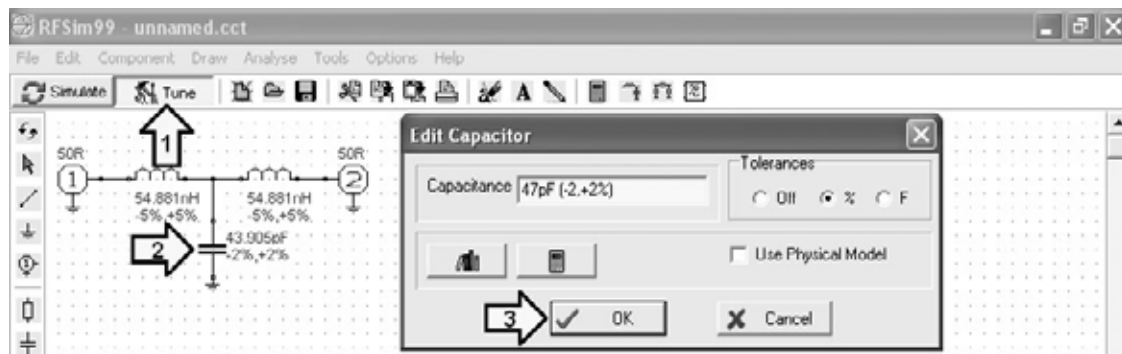 RFSim99 - unnamed.cct
File Edit Component Draw Analyse Tools Options Help
Simulate Tune A
1
50R 50R
1 2
54.881nH 54.881nH
-5%,+5% -5%,+5%
2
43.905pF
-2%,+2%
Edit Capacitor
Capacitance 47pF (-2,+2%)
Tolerances
Off % F
Use Physical Model
3 OK Cancel